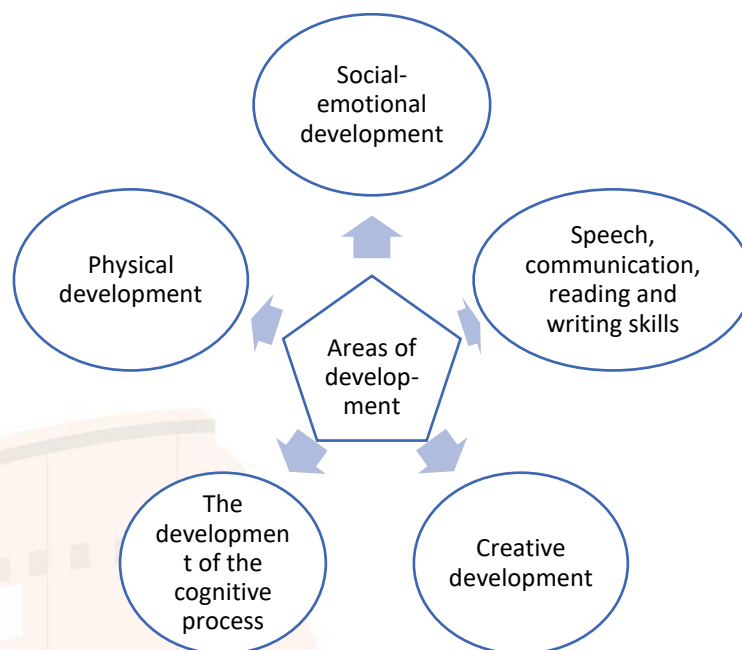 Social-
emotional
development
Physical
development
Speech,
communication,
reading and
writing skills
Areas of
develop-
ment
The
developmen
t of the
cognitive
process
Creative
development